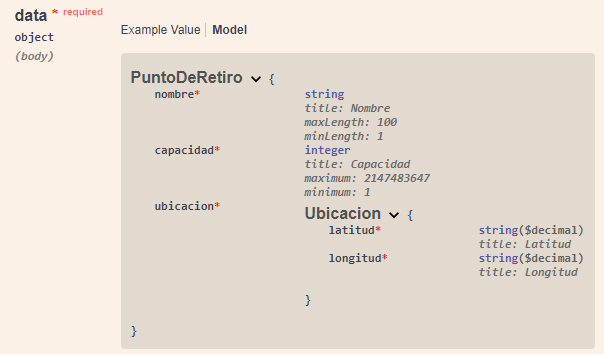 data * required
object
(body)
Example Value | Model
PuntoDeRetiro {
nombre* string
title: Nombre
maxLength: 100
minLength: 1
capacidad* integer
title: Capacidad
maximum: 2147483647
minimum: 1
ubicacion* Ubicacion {
latitud* string($decimal)
title: Latitud
longitud* string($decimal)
title: Longitud
}
}